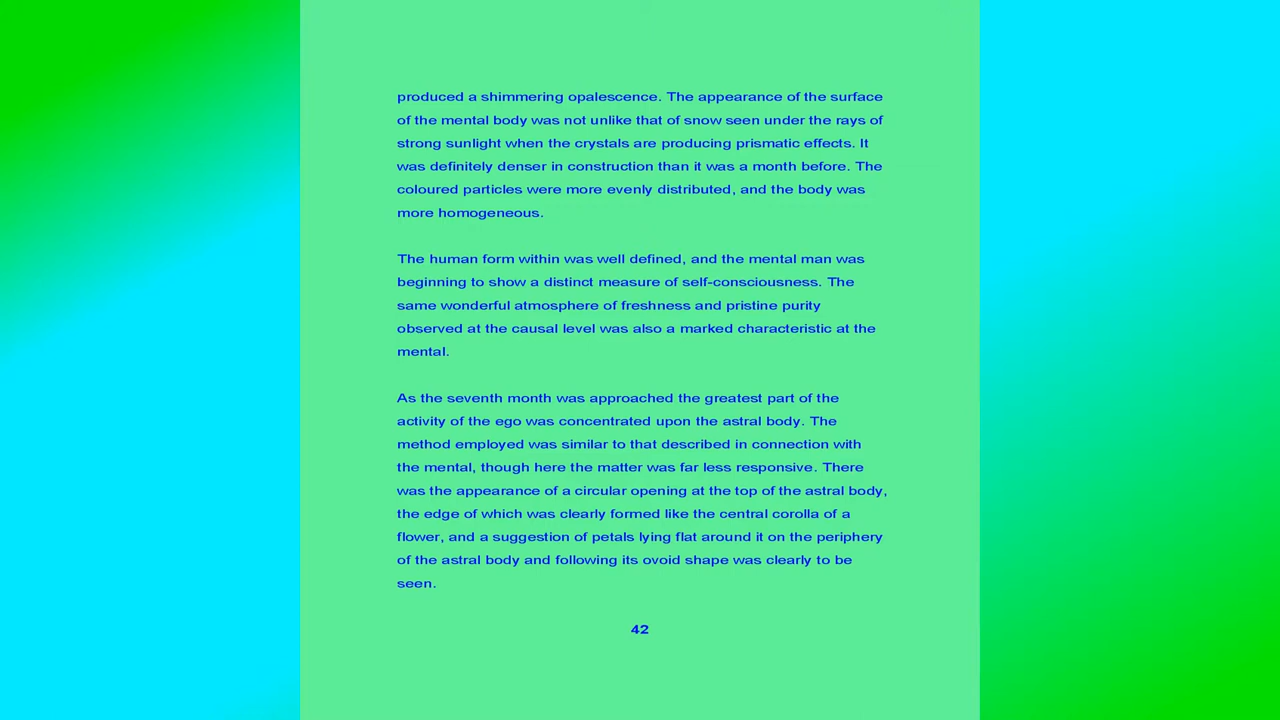 produced a shimmering opalescence. The appearance of the surface
of the mental body was not unlike that of snow seen under the rays of
strong sunlight when the crystals are producing prismatic effects. It
was definitely denser in construction than it was a month before. The
coloured particles were more evenly distributed, and the body was
more homogeneous.
The human form within was well defined, and the mental man was
beginning to show a distinct measure of self-consciousness. The
same wonderful atmosphere of freshness and pristine purity
observed at the causal level was also a marked characteristic at the
mental.
As the seventh month was approached the greatest part of the
activity of the ego was concentrated upon the astral body. The
method employed was similar to that described in connection with
the mental, though here the matter was far less responsive. There
was the appearance of a circular opening at the top of the astral body,
the edge of which was clearly formed like the central corolla of a
flower, and a suggestion of petals lying flat around it on the periphery
of the astral body and following its ovoid shape was clearly to be
seen.
42